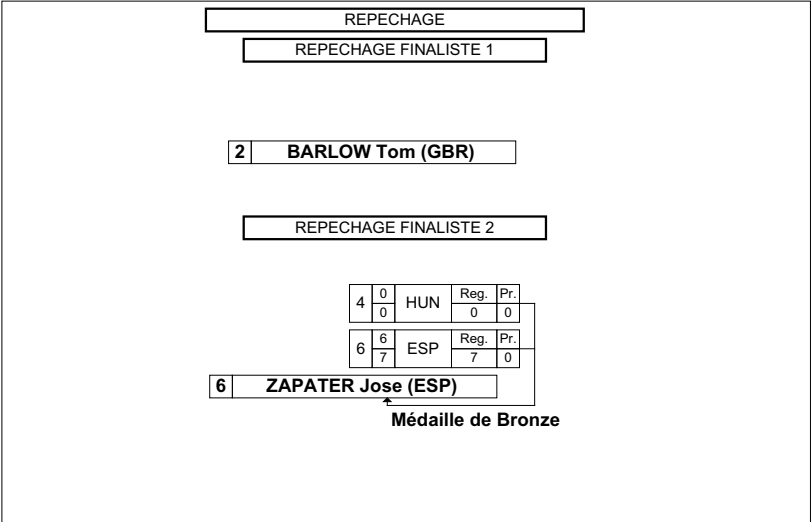 REPECHAGE
REPECHAGE FINALISTE 1
2 BARLOW Tom (GBR)
REPECHAGE FINALISTE 2
4 0 0 HUN Reg. Pr. 0 0
6 6 7 ESP Reg. Pr. 7 0
6 ZAPATER Jose (ESP)
Médaille de Bronze